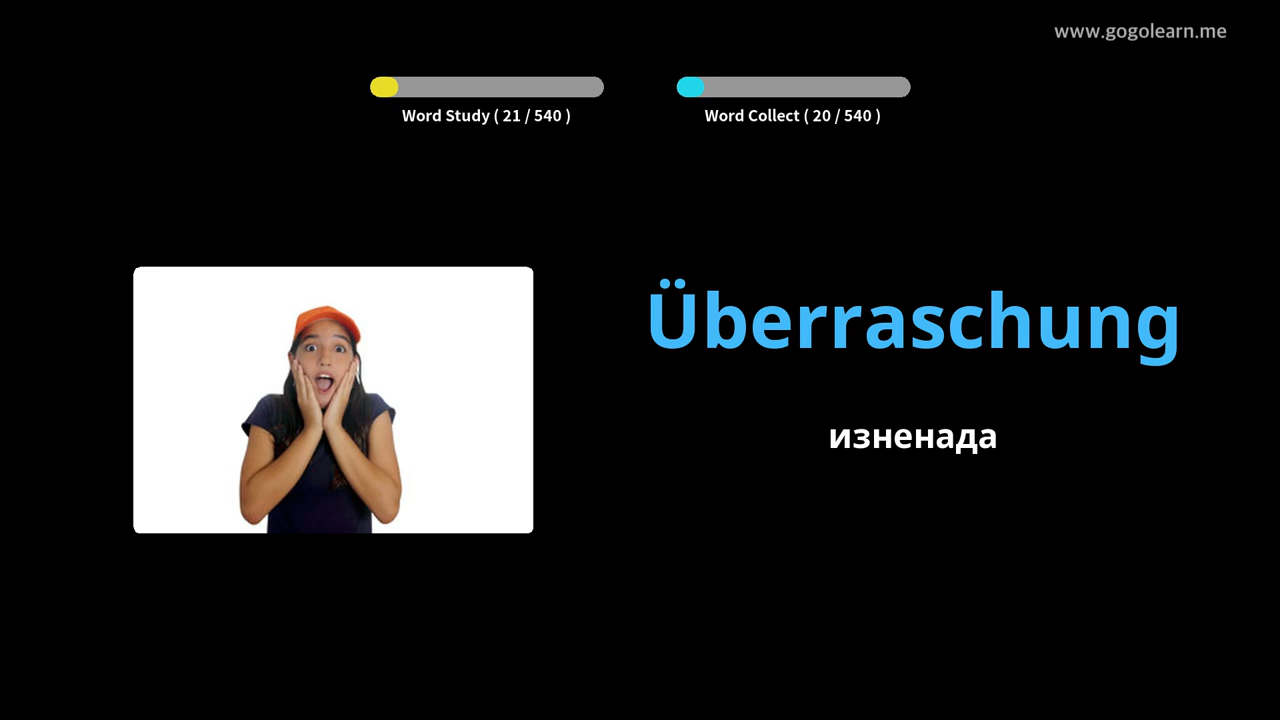 www.gogolearn.me
Word Study ( 21 / 540 )
Word Collect ( 20 / 540 )
Überraschung
изненада